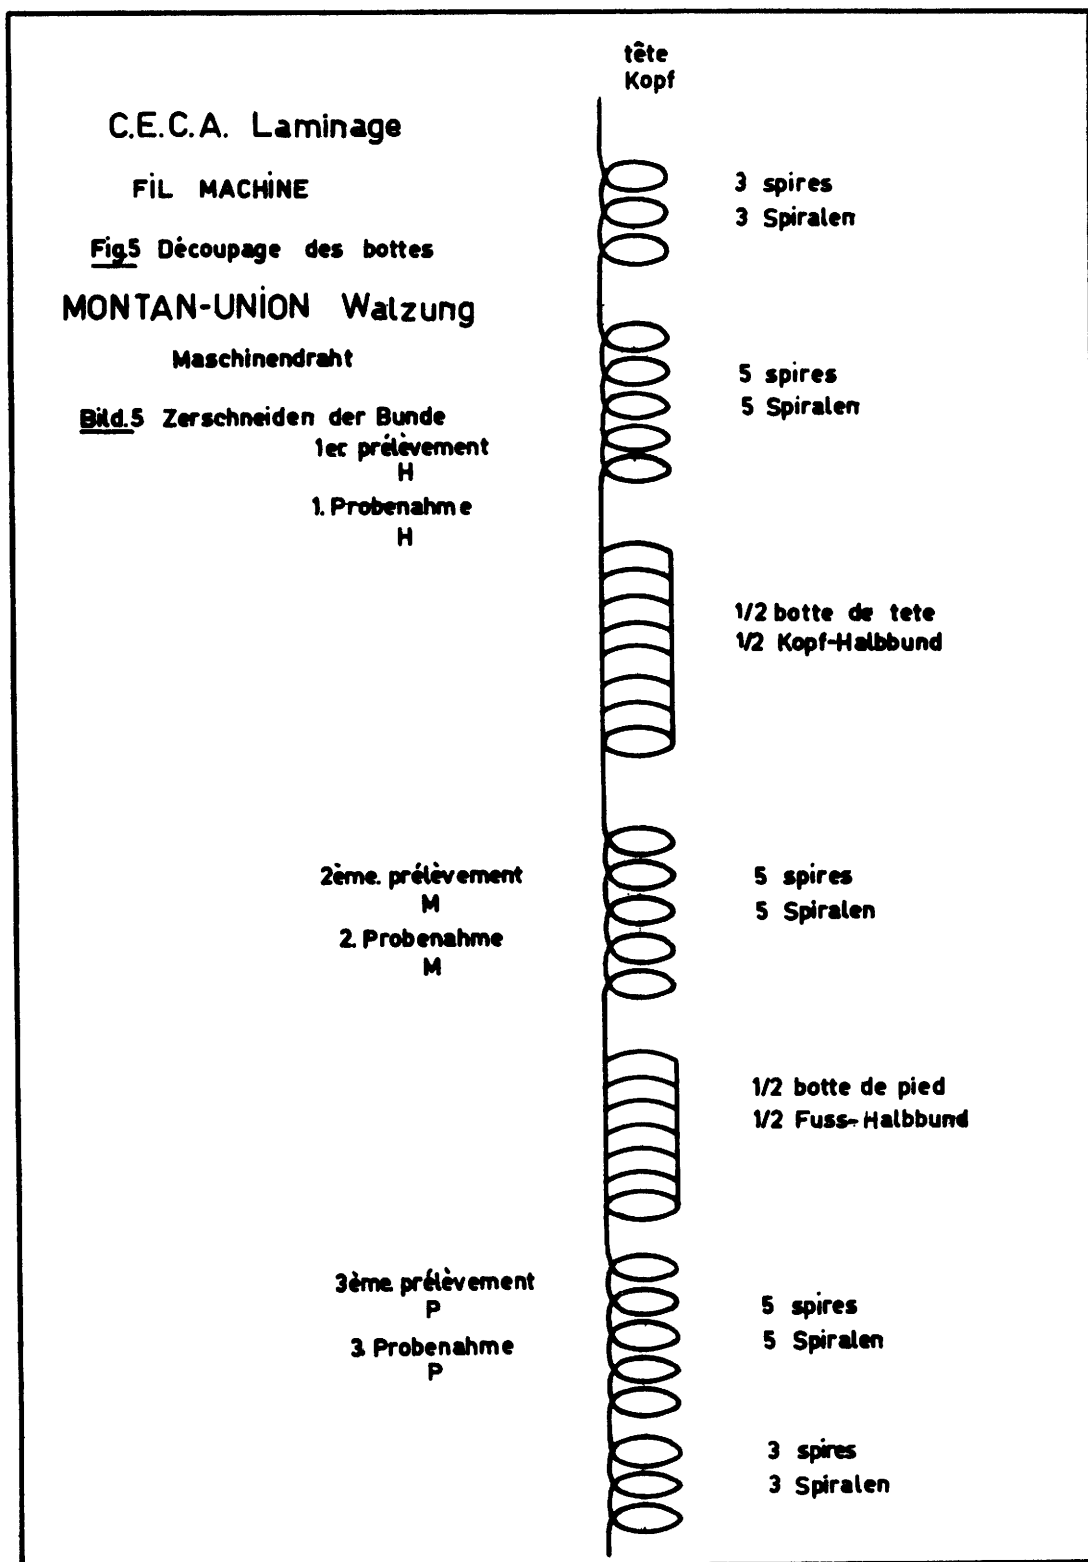 tête
Kopf
C.E.C.A. Laminage
FIL MACHINE
Fig.5 Dècoupage des bottes
MONTAN-UNION Walzung
Maschinendraht
Bild.5 Zerschneiden der Bunde
1er prélèvement
H
1. Probenahme
H
3 spires
3 Spiralen
5 spires
5 Spiralen
1/2 botte de tete
1/2 Kopf-Halbbund
2ème. prélèvement
M
2. Probenahme
M
5 spires
5 Spiralen
1/2 botte de pied
1/2 Fuss-Halbbund
3ème prélèvement
P
3. Probenahme
P
5 spires
5 Spiralen
3 spires
3 Spiralen